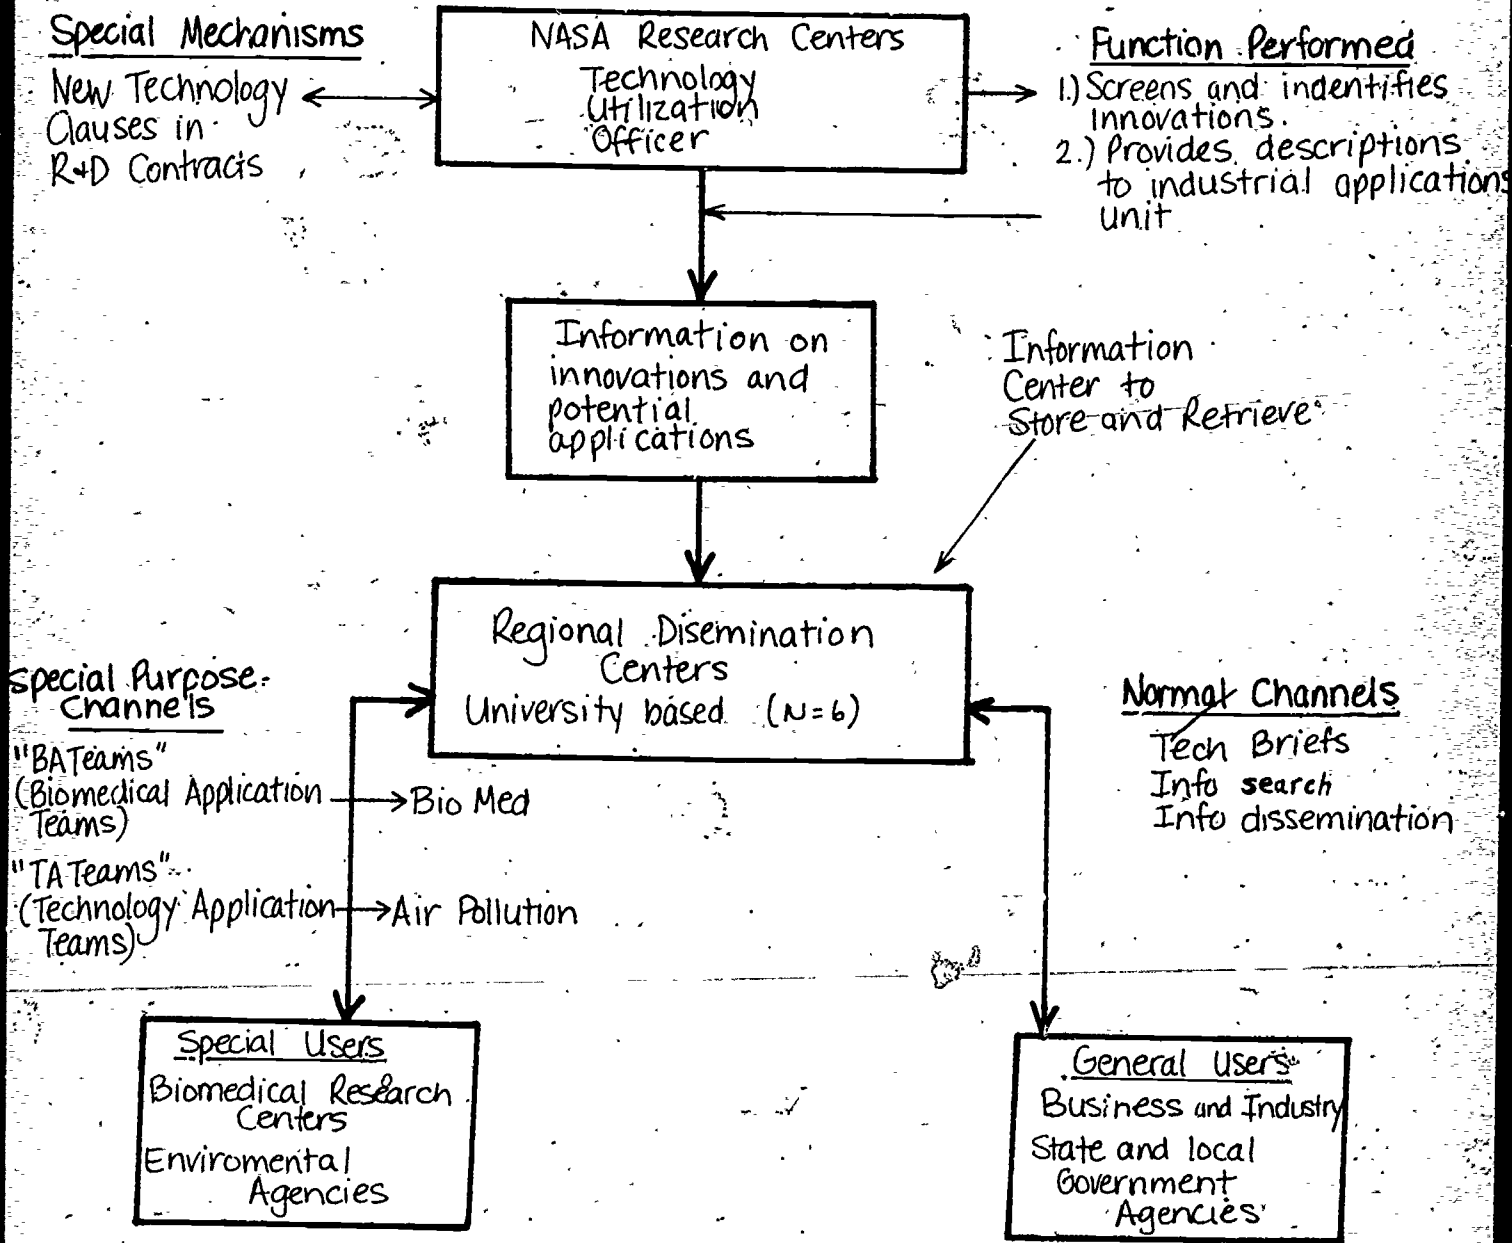 Special Mechanisms
New Technology
Clauses in
R&D Contracts
NASA Research Centers
Technology
Utilization
Officer
Function Performed
1.) Screens and indentifies
innovations.
2.) Provides descriptions
to industrial applications
unit
Information on
innovations and
potential
applications
Information
Center to
Store and Retrieve
Regional Disemination
Centers
University based (N=6)
Special Purpose
Channels
"BATeams"
(Biomedical Application
Teams)
Bio Med
"TATeams"
(Technology Application
Teams)
Air Pollution
Normal Channels
Tech Briefs
Info search
Info dissemination
Special Users
Biomedical Research
Centers
Enviromental
Agencies
General Users
Business and Industry
State and local
Government
Agencies